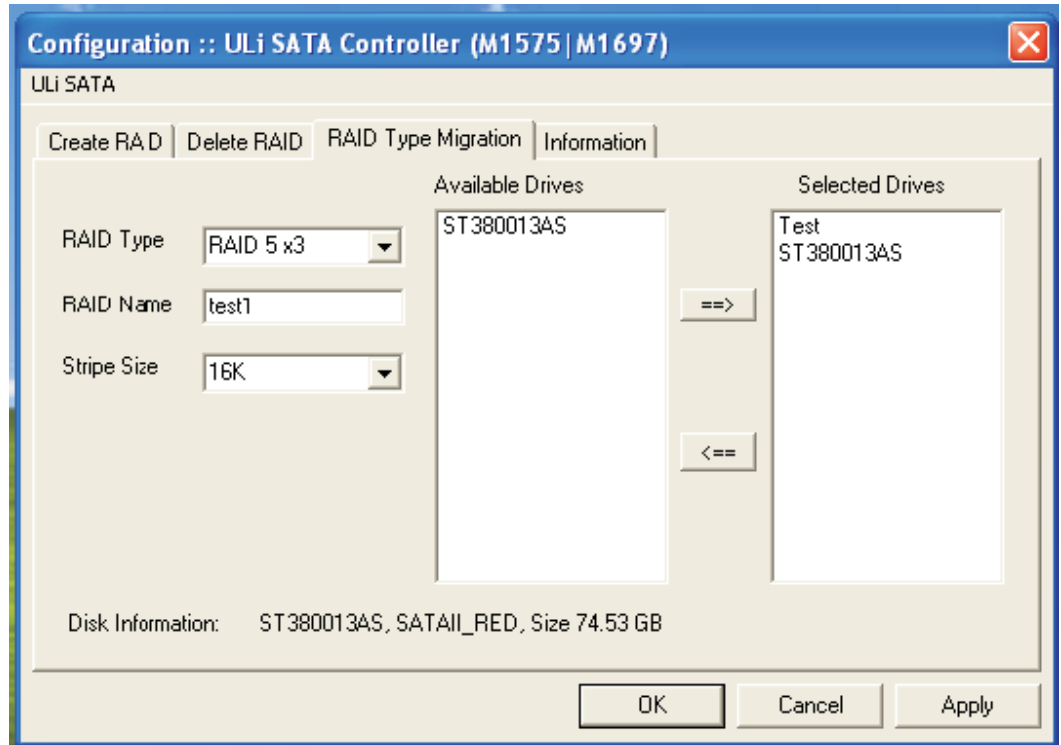 Configuration :: ULi SATA Controller (M1575|M1697)
ULi SATA
Create RA D
Delete RAID
RAID Type Migration
Information
Available Drives
Selected Drives
RAID Type
RAID 5 x3
RAID Name
test1
Stripe Size
16K
ST380013AS
==>
<==
Test
ST380013AS
Disk Information: ST380013AS, SATAII_RED, Size 74.53 GB
OK
Cancel
Apply